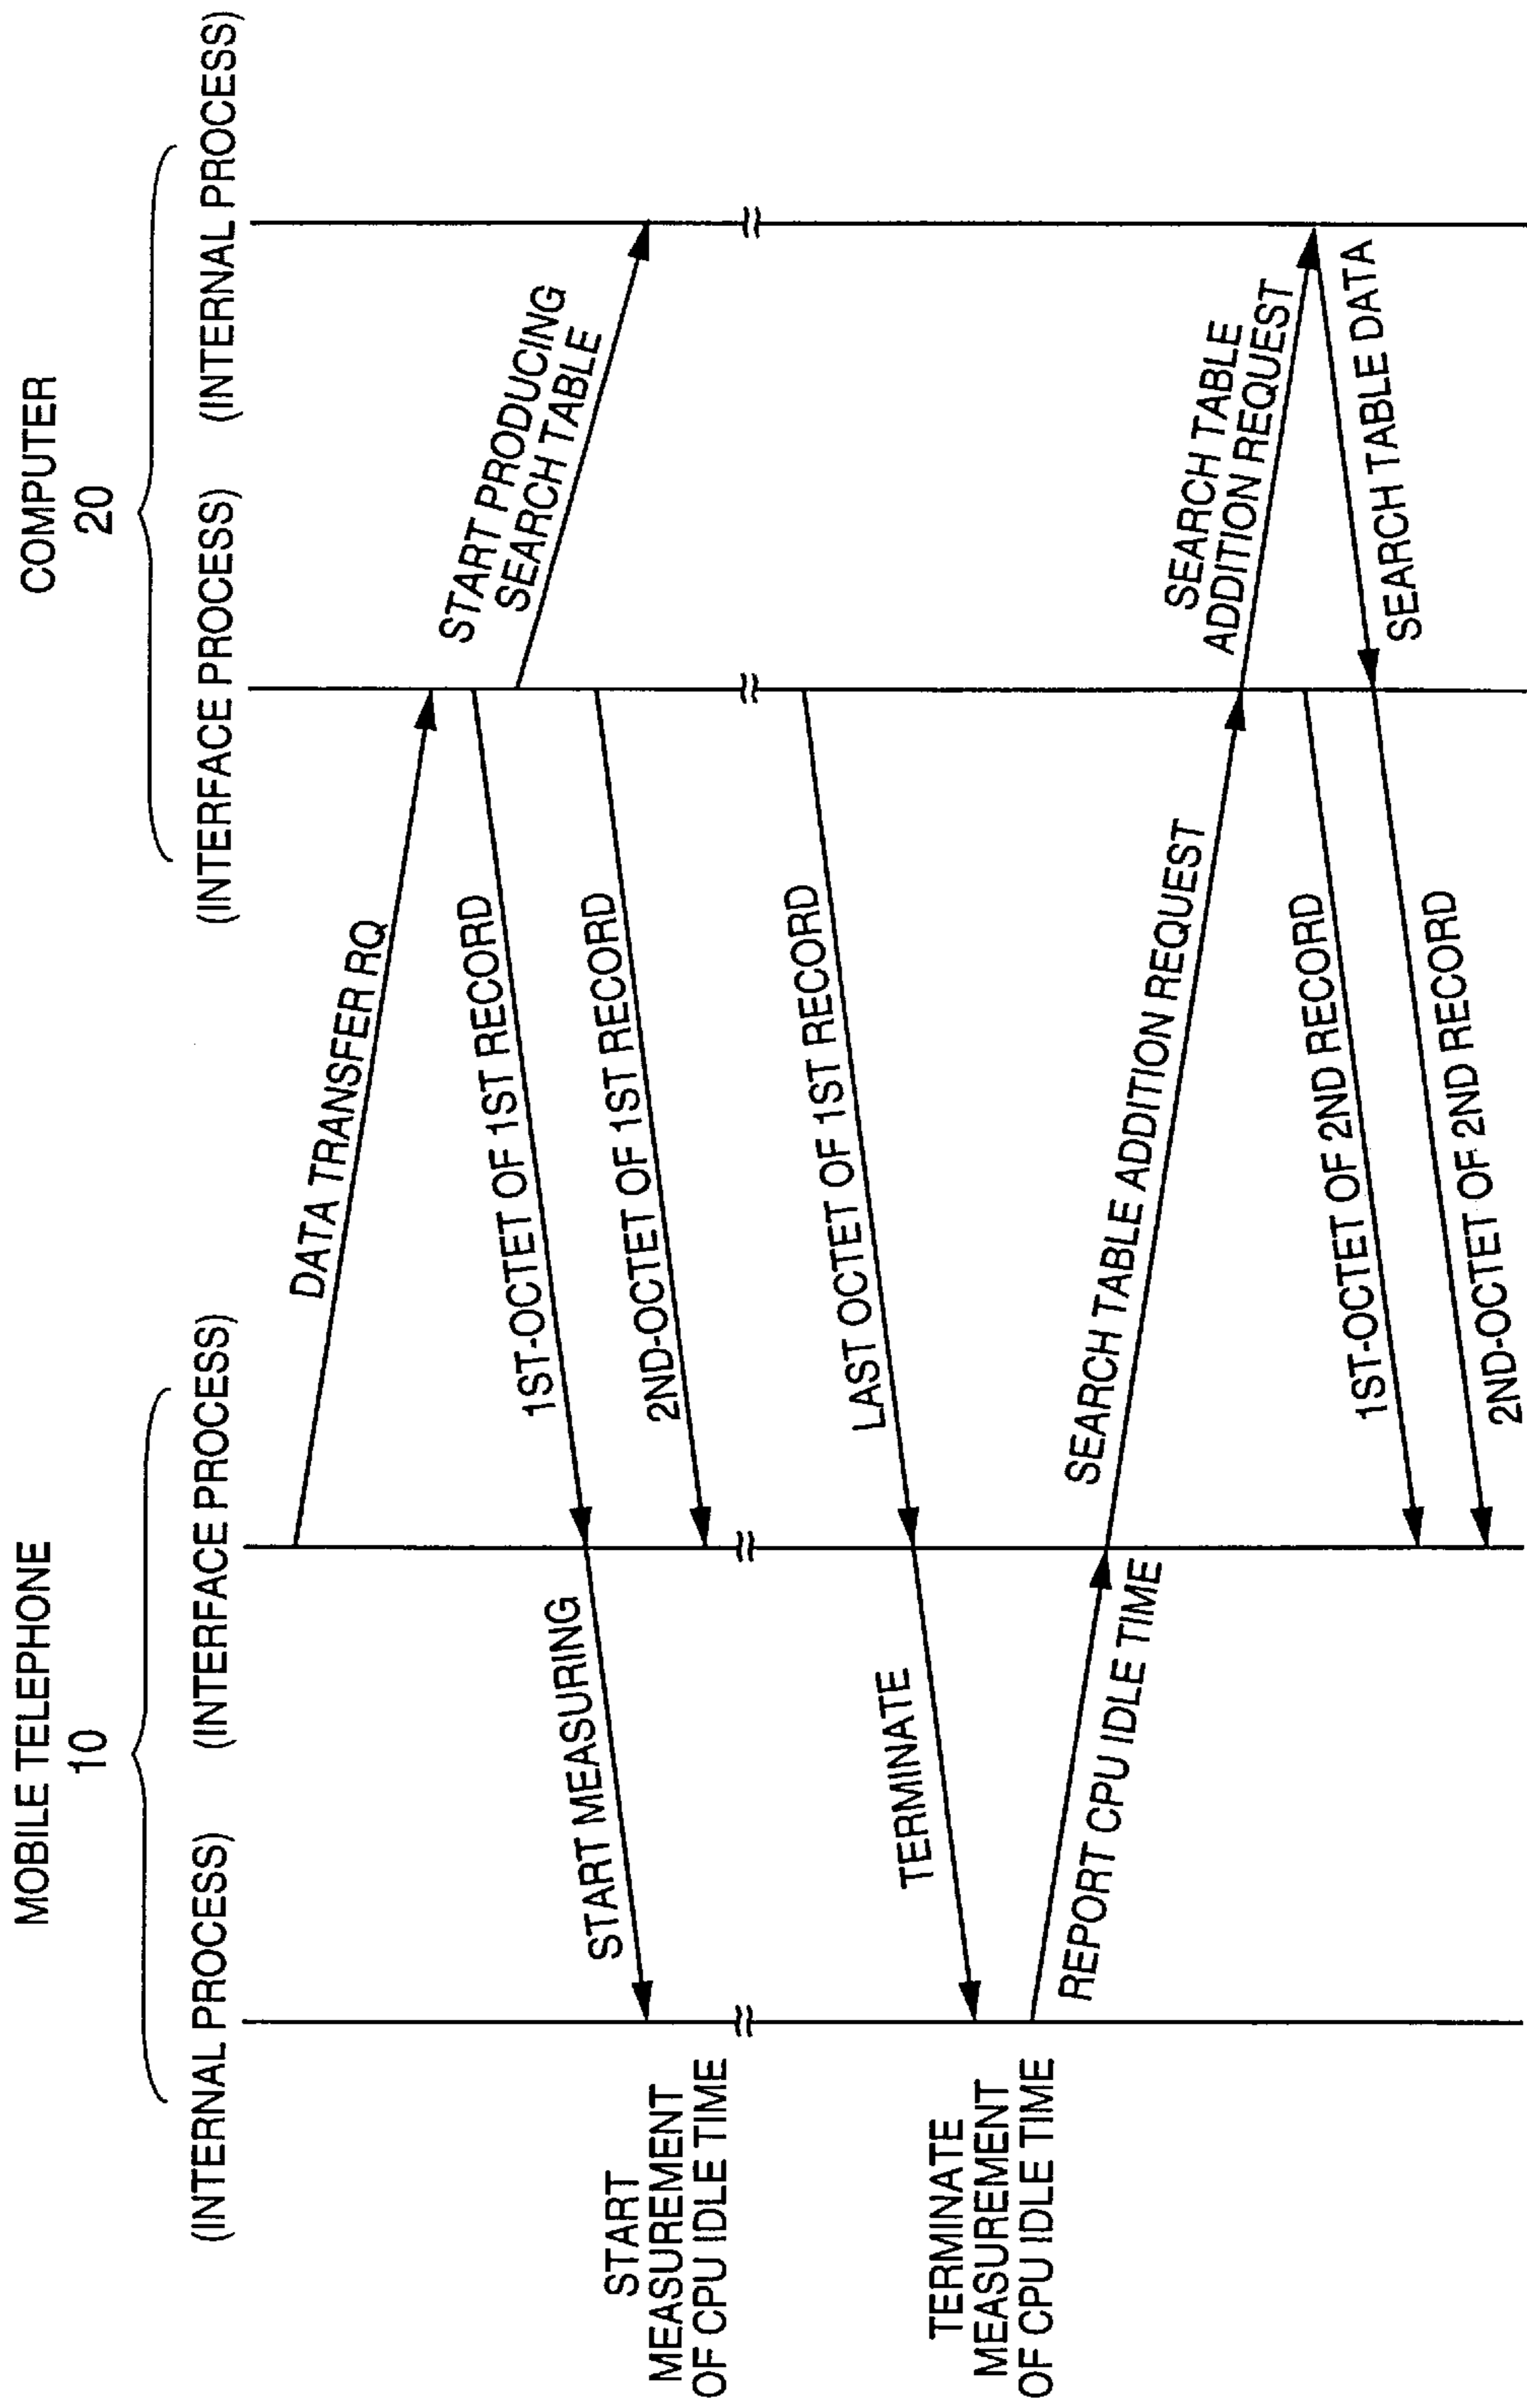 MOBILE TELEPHONE
10
COMPUTER
20
(INTERNAL PROCESS)
(INTERFACE PROCESS)
(INTERFACE PROCESS)
(INTERNAL PROCESS)
DATA TRANSFER RQ
1ST-OCTET OF 1ST RECORD
START PRODUCING
SEARCH TABLE
START MEASURING
2ND-OCTET OF 1ST RECORD
START
MEASUREMENT
OF CPU IDLE TIME
LAST OCTET OF 1ST RECORD
TERMINATE
TERMINATE
MEASUREMENT
OF CPU IDLE TIME
REPORT CPU IDLE TIME
SEARCH TABLE ADDITION REQUEST
SEARCH TABLE
ADDITION REQUEST
1ST-OCTET OF 2ND RECORD
SEARCH TABLE DATA
2ND-OCTET OF 2ND RECORD